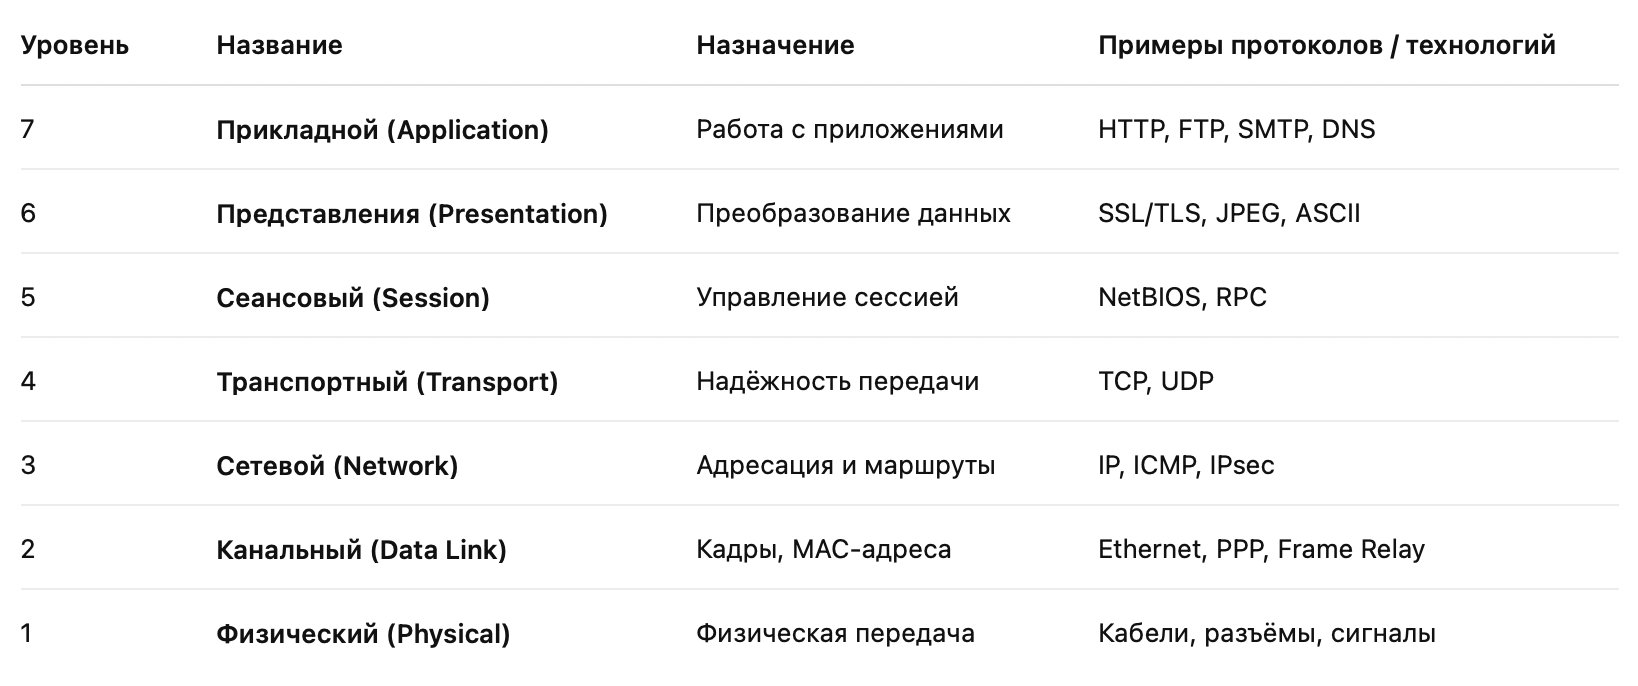 Уровень Название Назначение Примеры протоколов / технологий
7 Прикладной (Application) Работа с приложениями HTTP, FTP, SMTP, DNS
6 Представления (Presentation) Преобразование данных SSL/TLS, JPEG, ASCII
5 Сеансовый (Session) Управление сессией NetBIOS, RPC
4 Транспортный (Transport) Надёжность передачи TCP, UDP
3 Сетевой (Network) Адресация и маршруты IP, ICMP, IPsec
2 Канальный (Data Link) Кадры, MAC-адреса Ethernet, PPP, Frame Relay
1 Физический (Physical) Физическая передача Кабели, разъёмы, сигналы